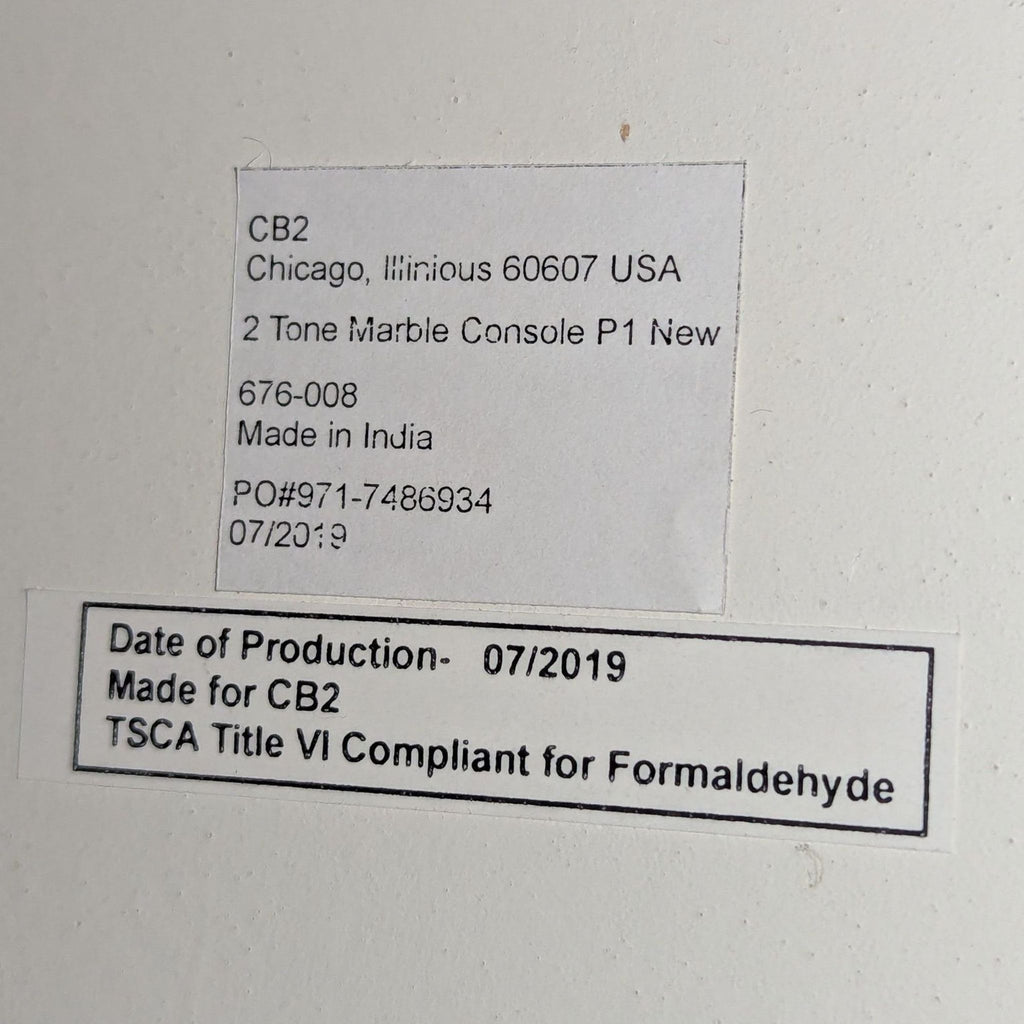 CB2
Chicago, Illinious 60607 USA
2 Tone Marble Console P1 New
676-008
Made in India
PO#971-7486934
07/2019
Date of Production- 07/2019
Made for CB2
TSCA Title VI Compliant for Formaldehyde